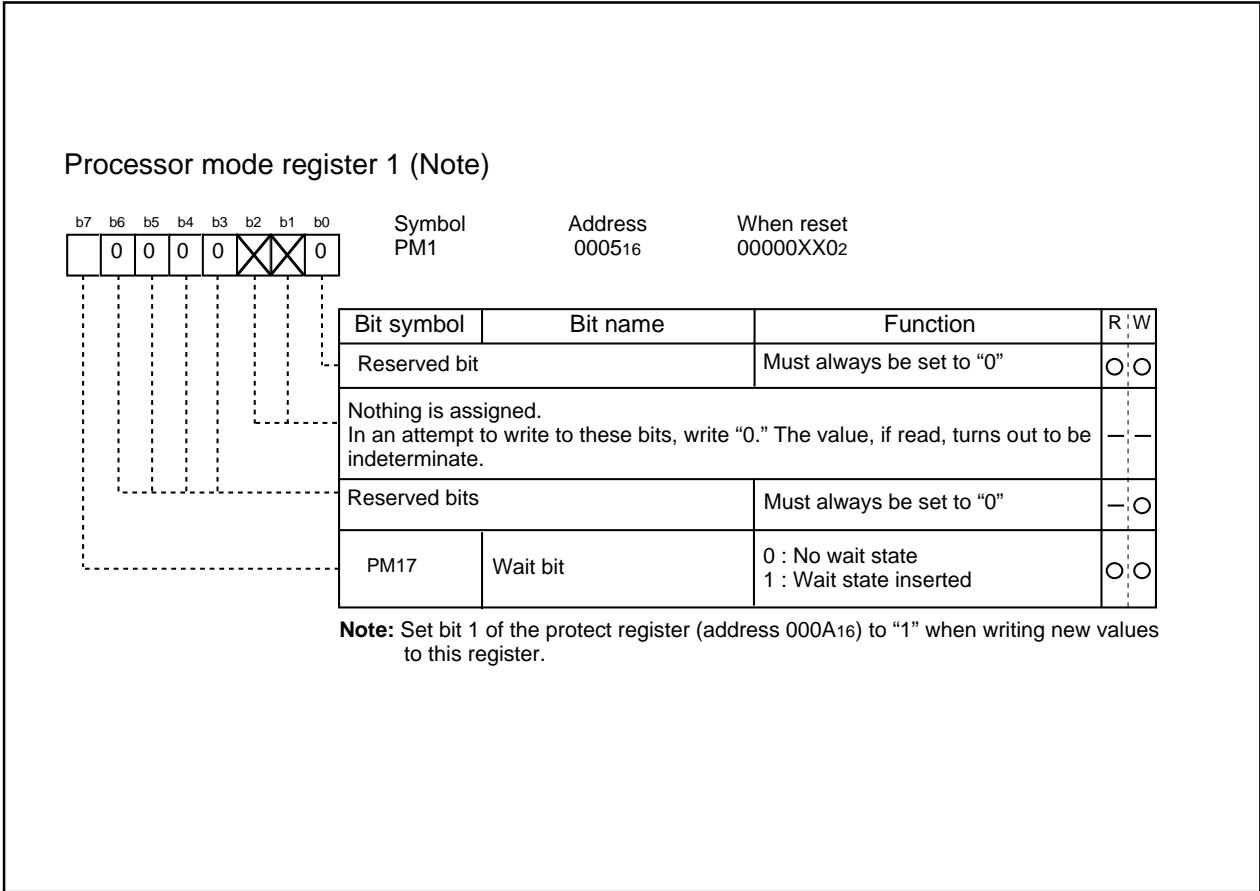 Processor mode register 1 (Note)
b7 b6 b5 b4 b3 b2 b1 b0
Symbol Address When reset
0 0 0 0 0 PM1 000516 00000XX02
Bit symbol Bit name Function R W
Reserved bit Must always be set to “0”
Nothing is assigned.
In an attempt to write to these bits, write “0.” The value, if read, turns out to be
indeterminate.
Reserved bits Must always be set to “0”
PM17 Wait bit 0 : No wait state
1 : Wait state inserted
Note: Set bit 1 of the protect register (address 000A16) to “1” when writing new values
to this register.